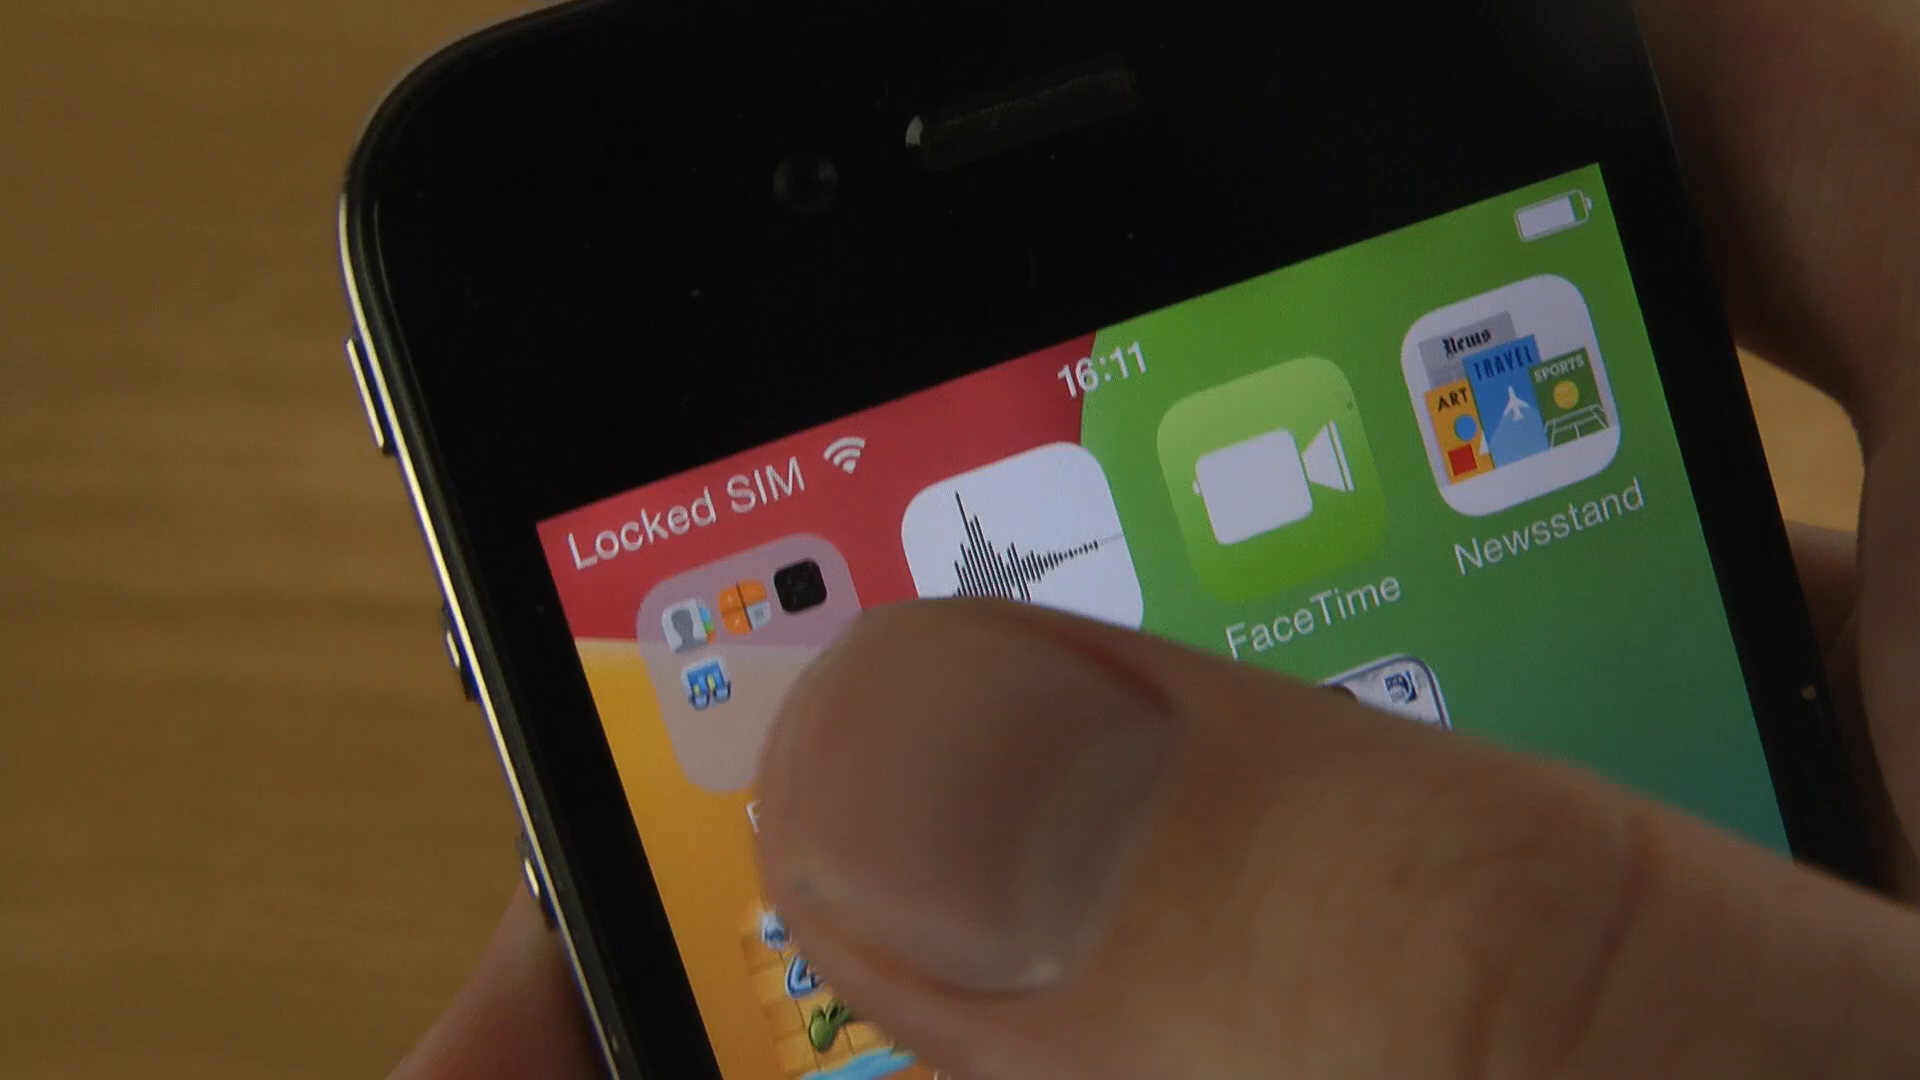 Locked SIM
16:11
News
TRAVEL
ART
SPORTS
Newsstand
FaceTime